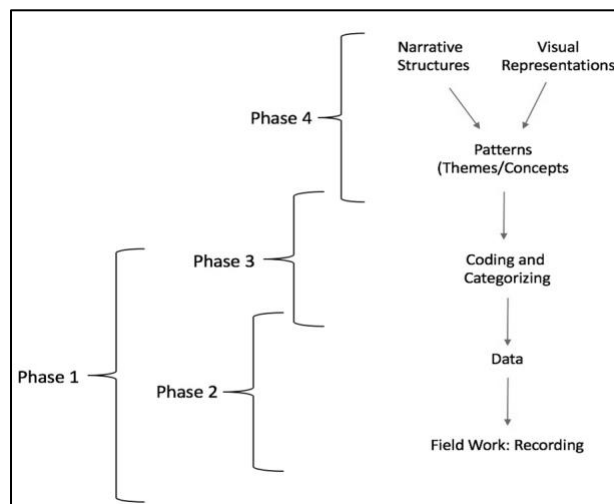 Narrative
Structures
Visual
Representations
Phase 4
Patterns
(Themes/Concepts
Phase 3
Coding and
Categorizing
Data
Phase 1
Phase 2
Field Work: Recording